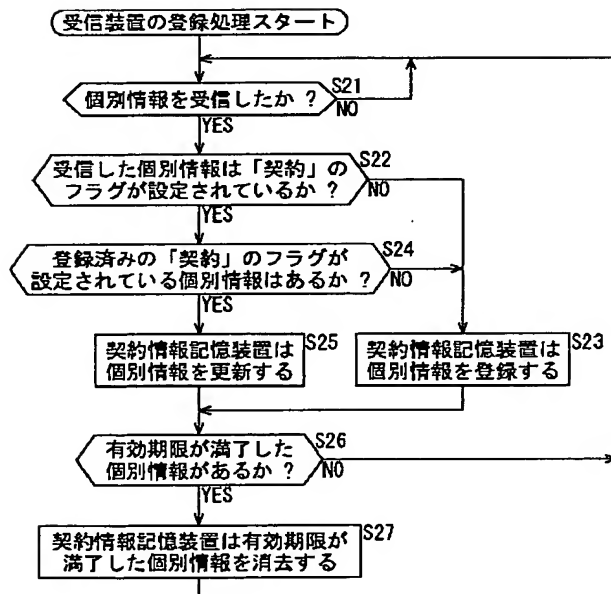 受信装置の登録処理スタート
個別情報を受信したか ?
S21
NO
YES
受信した個別情報は「契約」の
フラグが設定されているか ?
S22
NO
YES
登録済みの「契約」のフラグが
設定されている個別情報はあるか ?
S24
NO
YES
契約情報記憶装置は
個別情報を更新する
S25
契約情報記憶装置は
個別情報を登録する
S23
有効期限が満了した
個別情報があるか ?
S26
NO
YES
契約情報記憶装置は有効期限が
満了した個別情報を消去する
S27